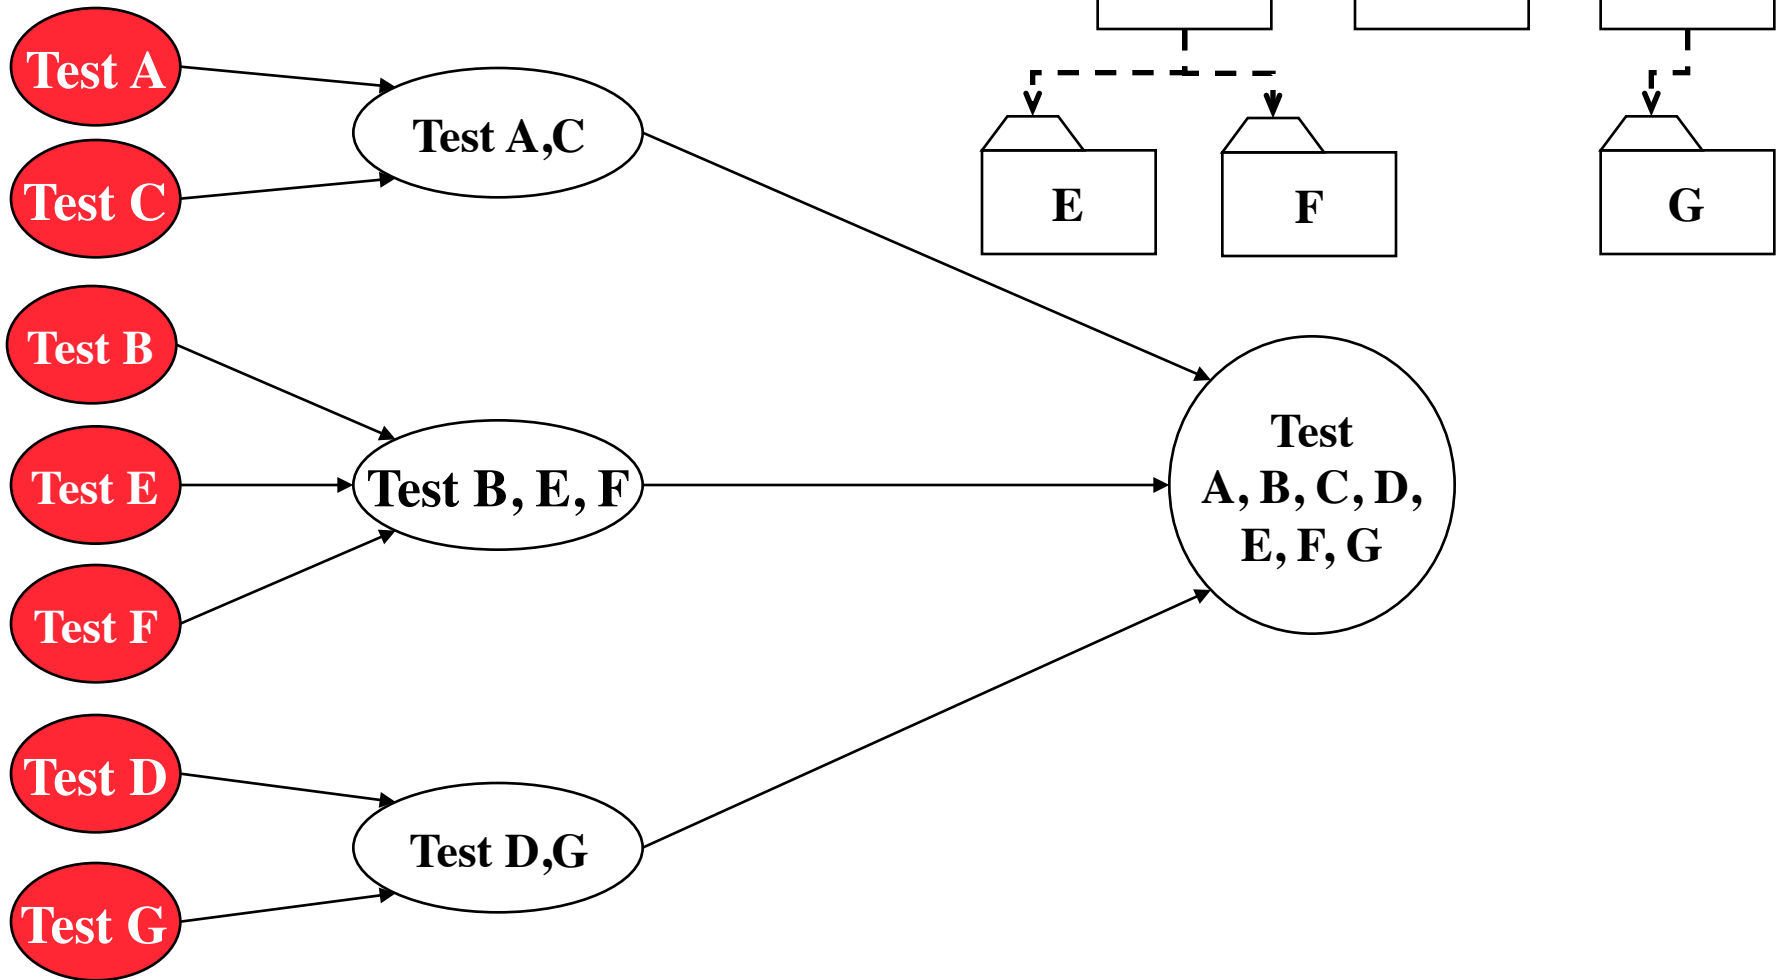 Test A
Test C
Test A,C
E
F
G
Test B
Test E
Test F
Test B, E, F
Test
A, B, C, D,
E, F, G
Test D
Test G
Test D,G